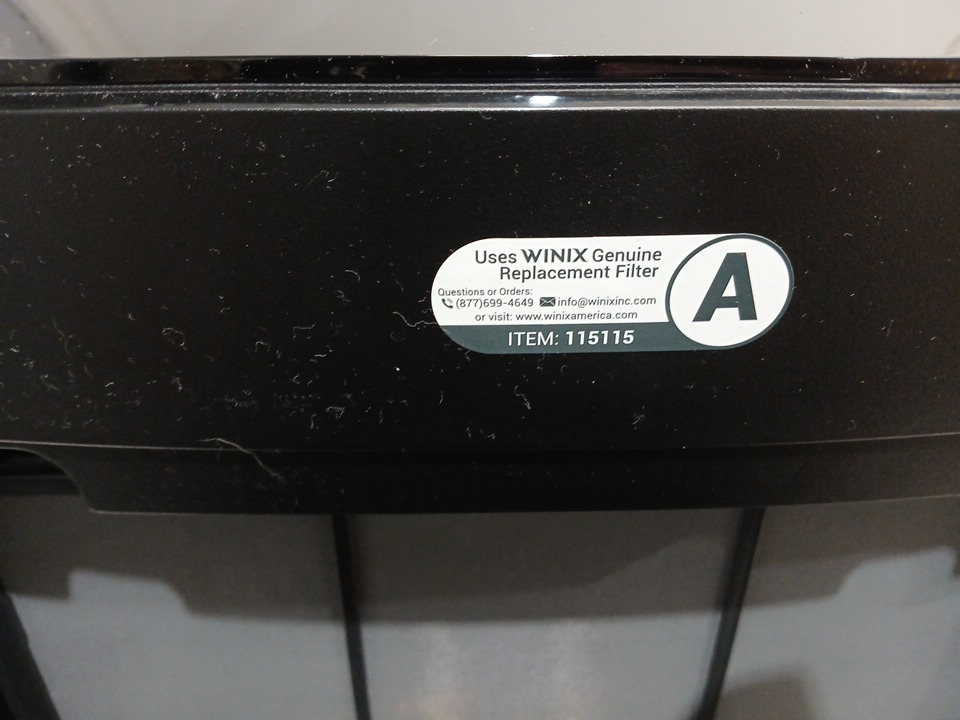 Uses WINIX Genuine
Replacement Filter
Questions or Orders:
(877)699-4649 info@winixinc.com
or visit: www.winixamerica.com
ITEM: 115115
A